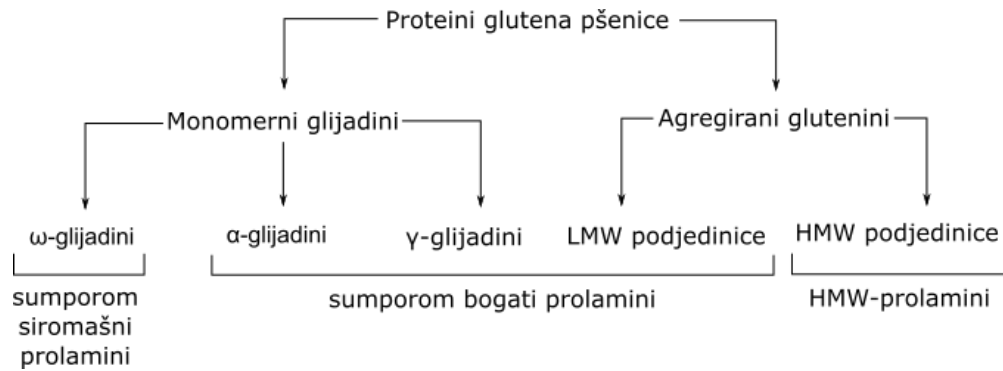 Proteini glutena pšenice
Monomerni glijadini
Agregirani glutenini
ω-glijadini
α-glijadini
γ-glijadini
LMW podjedinice
HMW podjedinice
sumporom
siromašni
prolamini
sumporom bogati prolamini
HMW-prolamini